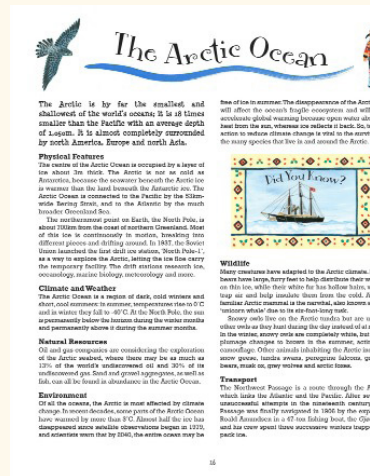 The Arctic Ocean
The Arctic is by far the smallest and
shallowest of the world's oceans; it is 18 times
smaller than the Pacific with an average depth
of 1,050m. It is almost completely surrounded
by north America, Europe and north Asia.
Physical Features
The centre of the Arctic Ocean is occupied by a layer of
ice about 3m thick. The Arctic is not as cold as
Antarctica, because the seawater beneath the Arctic ice
is warmer than the land beneath the Antarctic ice. The
Arctic Ocean is connected to the Pacific by the
wide Bering Strait, and to the Atlantic by the much
broader Greenland Sea.
The northernmost point on Earth, the North Pole, is
about 700km from the coast of northern Greenland. Most
of this ice is continually in motion, breaking into
different pieces and drifting around. In 1937, the Soviet
Union launched the first drift ice station, 'North Pole-1',
as a way to explore the Arctic, letting the ice floe carry
the temporary facility. The drift stations research ice,
oceanology, marine biology, meteorology and more.
Climate and Weather
The Arctic Ocean is a region of dark, cold winters and
short, cool summers: in summer, temperatures rise to 0°C
and in winter they fall to -40°C. At the North Pole, the sun
is permanently below the horizon during the winter months
and permanently above it during the summer months.
Natural Resources
Oil and gas companies are considering the exploration
of the Arctic seabed, where there may be as much as
13% of the world's undiscovered oil and 30% of its
undiscovered gas. Sand and gravel aggregates, as well as
fish, can all be found in abundance in the Arctic Ocean.
Environment
Of all the oceans, the Arctic is most affected by climate
change. In recent decades, some parts of the Arctic Ocean
have warmed by more than 3°C. Almost half the ice has
disappeared since satellite observations began in 1979,
and scientists warn that by 2040, the entire ocean may be
free of ice in summer. The disappearance of the
will affect the ocean's fragile ecosystem and
accelerate global warming because open water
heat from the sun, whereas ice reflects it back. So,
action to reduce climate change is vital to the
the many species that live in and around the Arctic.
Did You Know?
Wildlife
Many creatures have adapted to the Arctic climate.
bears have large, furry feet to help distribute their
on thin ice, while their white fur has hollow hairs,
trap air and help insulate them from the cold. A
familiar Arctic mammal is the narwhal, also known
'unicorn whale' due to its six-foot-long tusk.
Snowy owls live on the Arctic tundra but are
other owls as they hunt during the day instead of at
In the winter, snowy owls are completely white, but
plumage changes to brown in the summer,
camouflage. Other animals inhabiting the Arctic
snow geese, tundra swans, peregrine falcons,
bears, musk ox, grey wolves and arctic foxes.
Transport
The Northwest Passage is a route through the
which links the Atlantic and the Pacific. After
unsuccessful attempts in the nineteenth century,
Passage was finally navigated in 1906 by the
Roald Amundsen in a 47-ton fishing boat, the
and his crew spent three successive winters
pack ice.
16